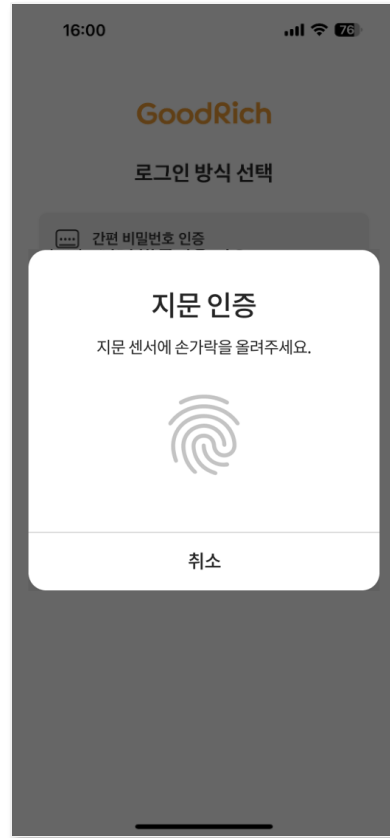 16:00
76
GoodRich
로그인 방식 선택
간편 비밀번호 인증
지문 인증
지문 센서에 손가락을 올려주세요.
취소